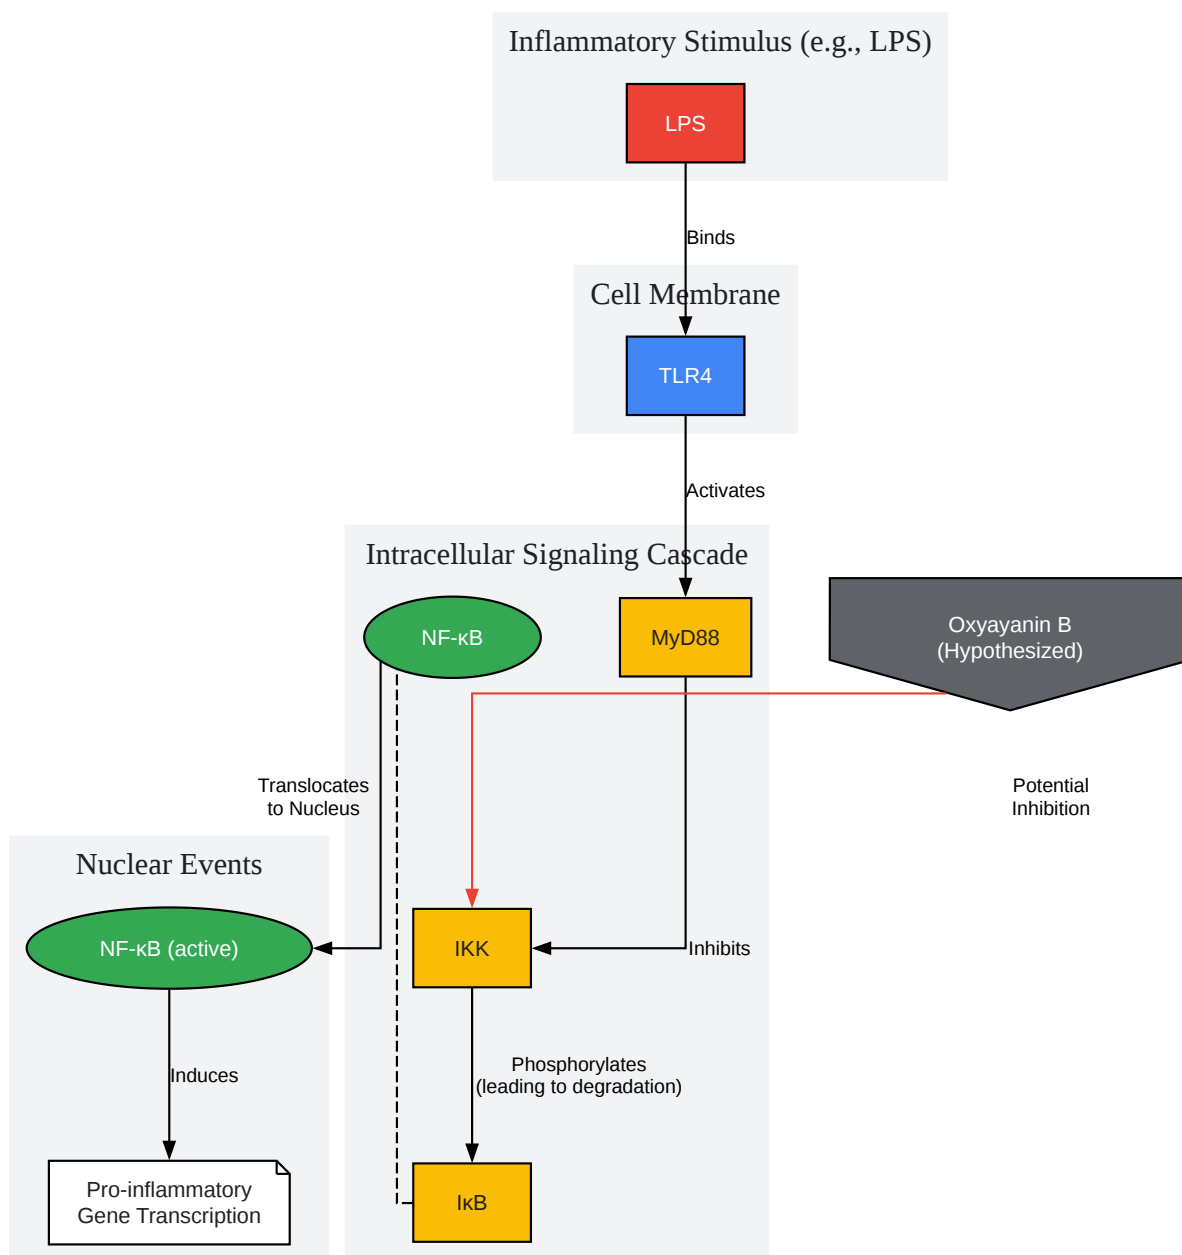 Inflammatory Stimulus (e.g., LPS)
LPS
Binds
Cell Membrane
TLR4
Activates
Intracellular Signaling Cascade
NF-κB
MyD88
Oxyayanin B
(Hypothesized)
Translocates
to Nucleus
Potential
Inhibition
Nuclear Events
NF-κB (active)
IKK
Inhibits
Induces
Phosphorylates
(leading to degradation)
Pro-inflammatory
Gene Transcription
IκB